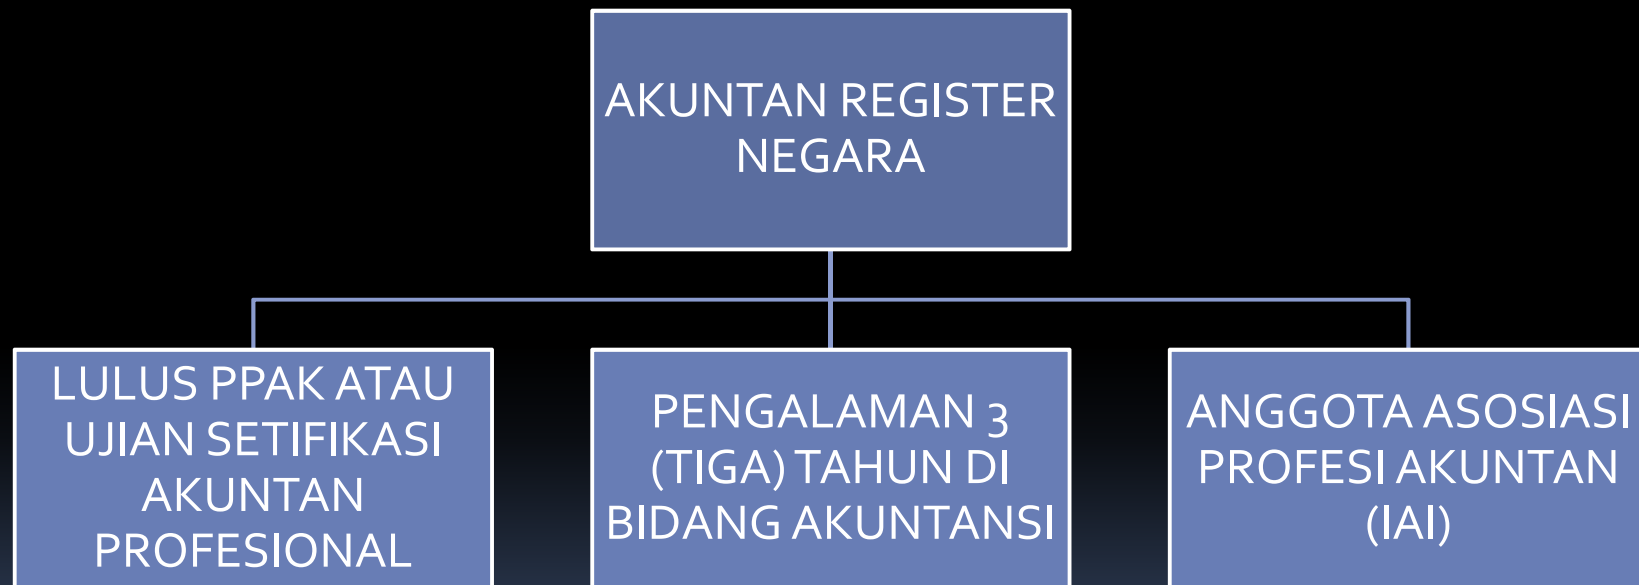 AKUNTAN REGISTER
NEGARA
LULUS PPAK ATAU
UJIAN SETIFIKASI
AKUNTAN
PROFESIONAL
PENGALAMAN 3
(TIGA) TAHUN DI
BIDANG AKUNTANSI
ANGGOTA ASOSIASI
PROFESI AKUNTAN
(IAI)